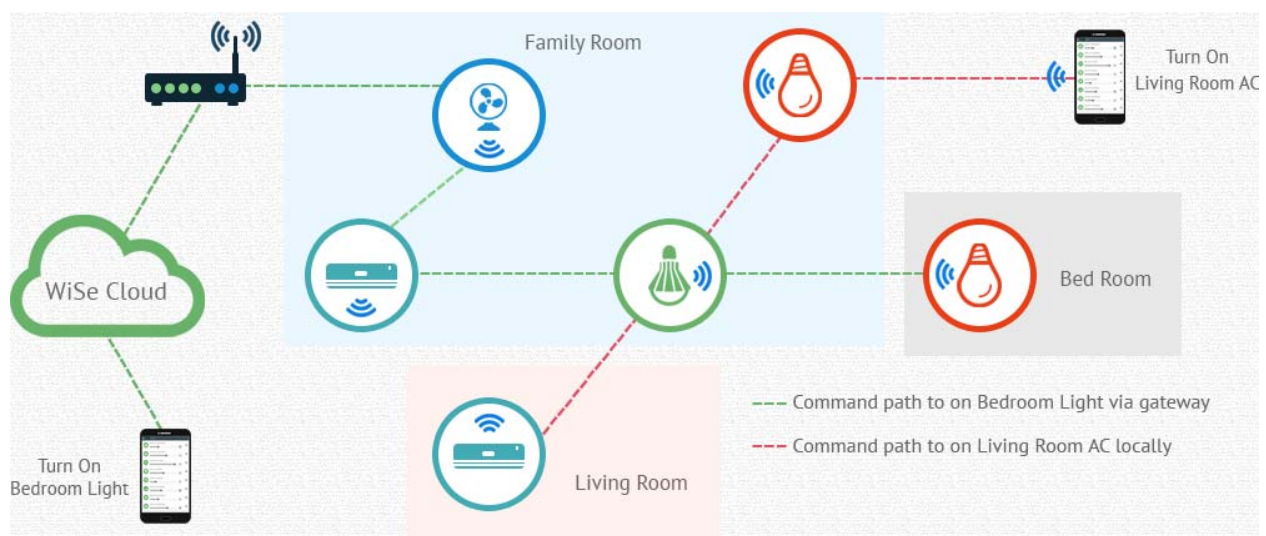 Family Room
Turn On
Living Room AC
WiSe Cloud
Bed Room
Command path to on Bedroom Light via gateway
Command path to on Living Room AC locally
Turn On
Bedroom Light
Living Room